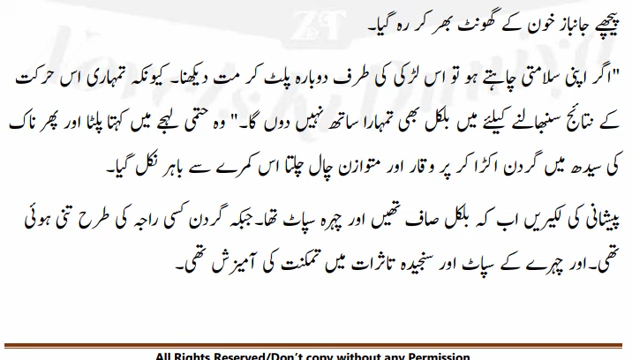 پیچھے جانباز خون کے گھونٹ بھر کر رہ گیا۔
"اگر اپنی سلامتی چاہتے ہو تو اس لڑکی کی طرف دوبارہ پلٹ کر مت دیکھنا۔ کیونکہ تمہاری اس حرکت
کے نتائج سنبھالنے کیلئے میں بلکل بھی تمہارا ساتھ نہیں دوں گا۔" وہ حتمی لہجے میں کہتا پلٹا اور پھر ناک
کی سیدھ میں گردن اکڑا کر پر وقار اور متوازن چال چلتا اس کمرے سے باہر نکل گیا۔
پیشانی کی لکیریں اب کہ بلکل صاف تھیں اور چہرہ سپاٹ تھا۔ جبکہ گردن کسی راجہ کی طرح تنی ہوئی
تھی۔ اور چہرے کے سپاٹ اور سنجیدہ تاثرات میں تمکنت کی آمیزش تھی۔
All Rights Reserved/Don't copy without any Permission